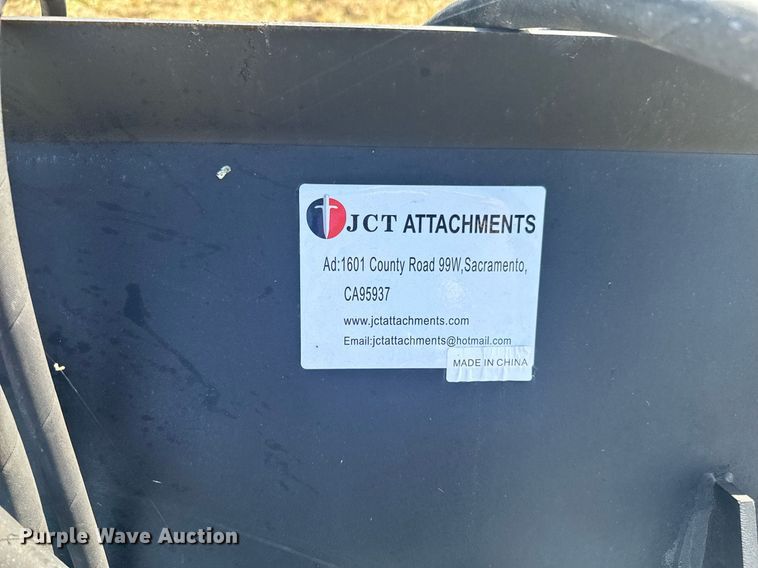 JCT ATTACHMENTS
Ad:1601 County Road 99W,Sacramento,
CA95937
www.jctattachments.com
Email:jctattachments@hotmail.com
MADE IN CHINA
Purple Wave Auction